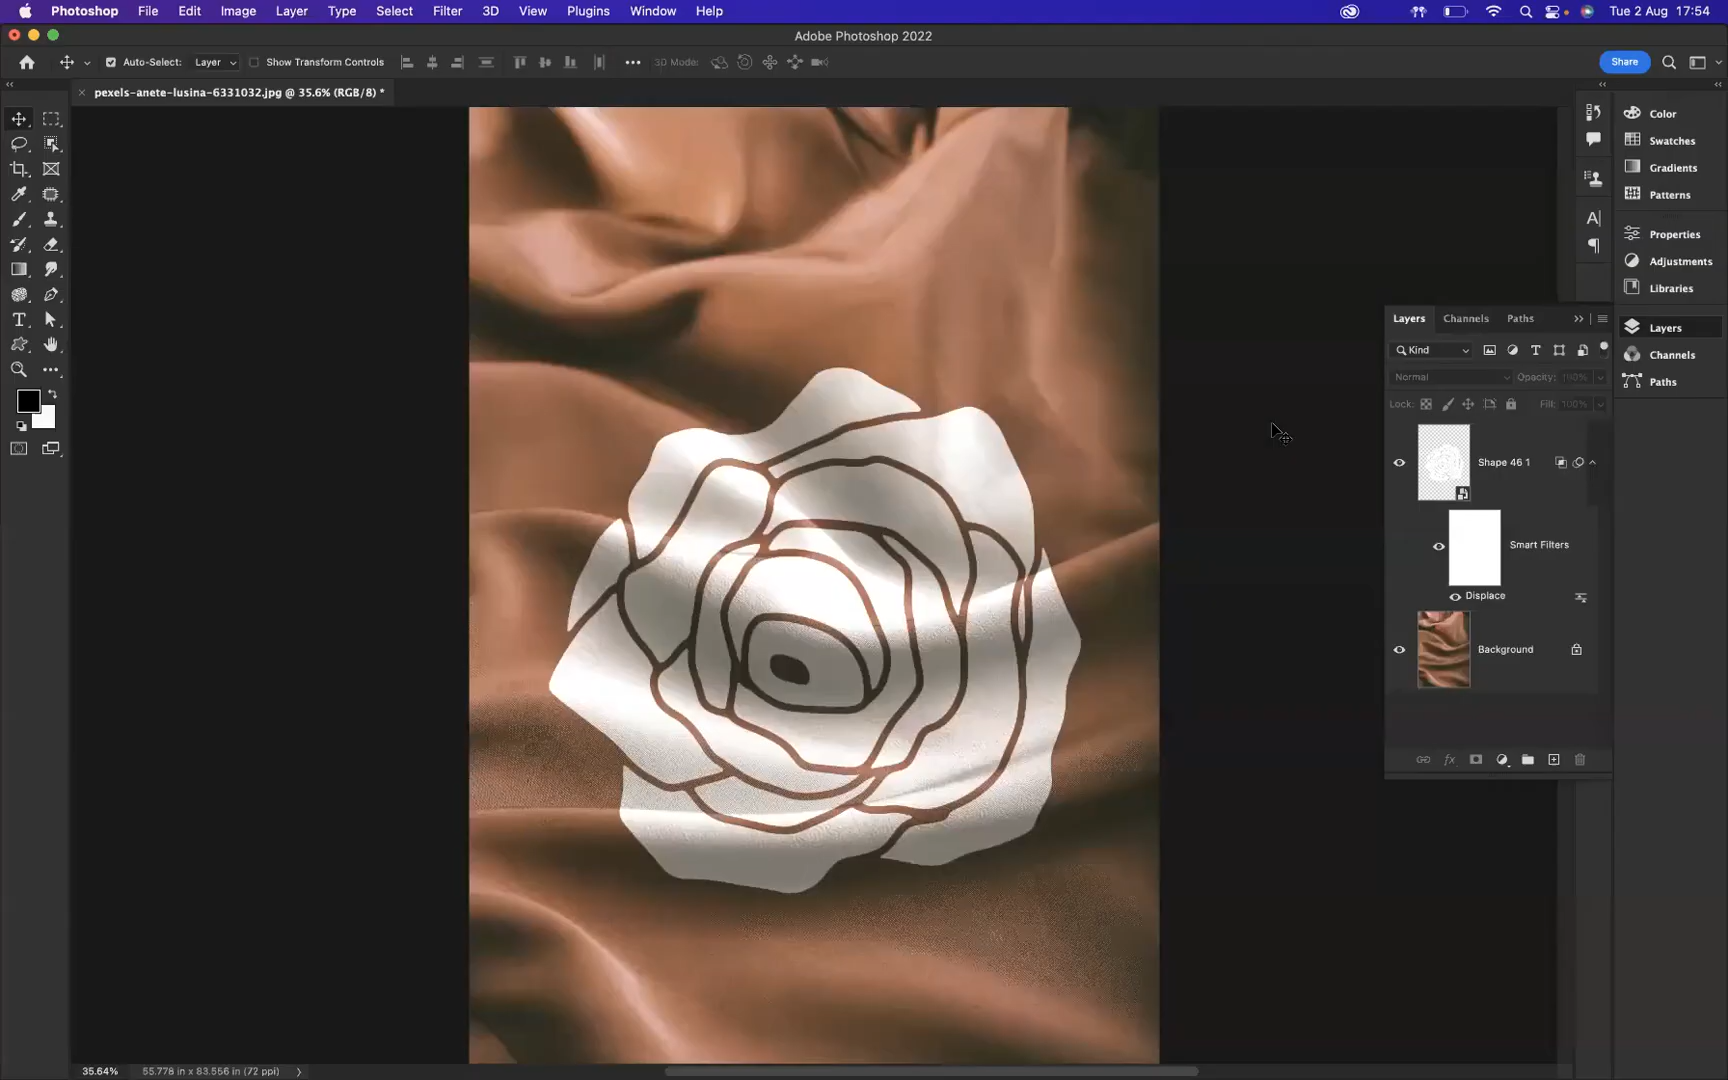 Photoshop File Edit Image Layer Type Select Filter 3D View Plugins Window Help Tue 2 Aug 17:54
Adobe Photoshop 2022
Auto-Select: Layer Show Transform Controls 3D Mode: Share
pexels-anete-lusina-6331032.jpg @ 35.6% (RGB/8) *
Color
Swatches
Gradients
Patterns
Properties
Adjustments
Libraries
Layers
Channels
Paths
Layers Channels Paths
Kind
Normal Opacity: 100%
Lock: Fill: 100%
Shape 46 1
Smart Filters
Displace
Background
35.64% 55.778 in x 83.556 in (72 ppi)